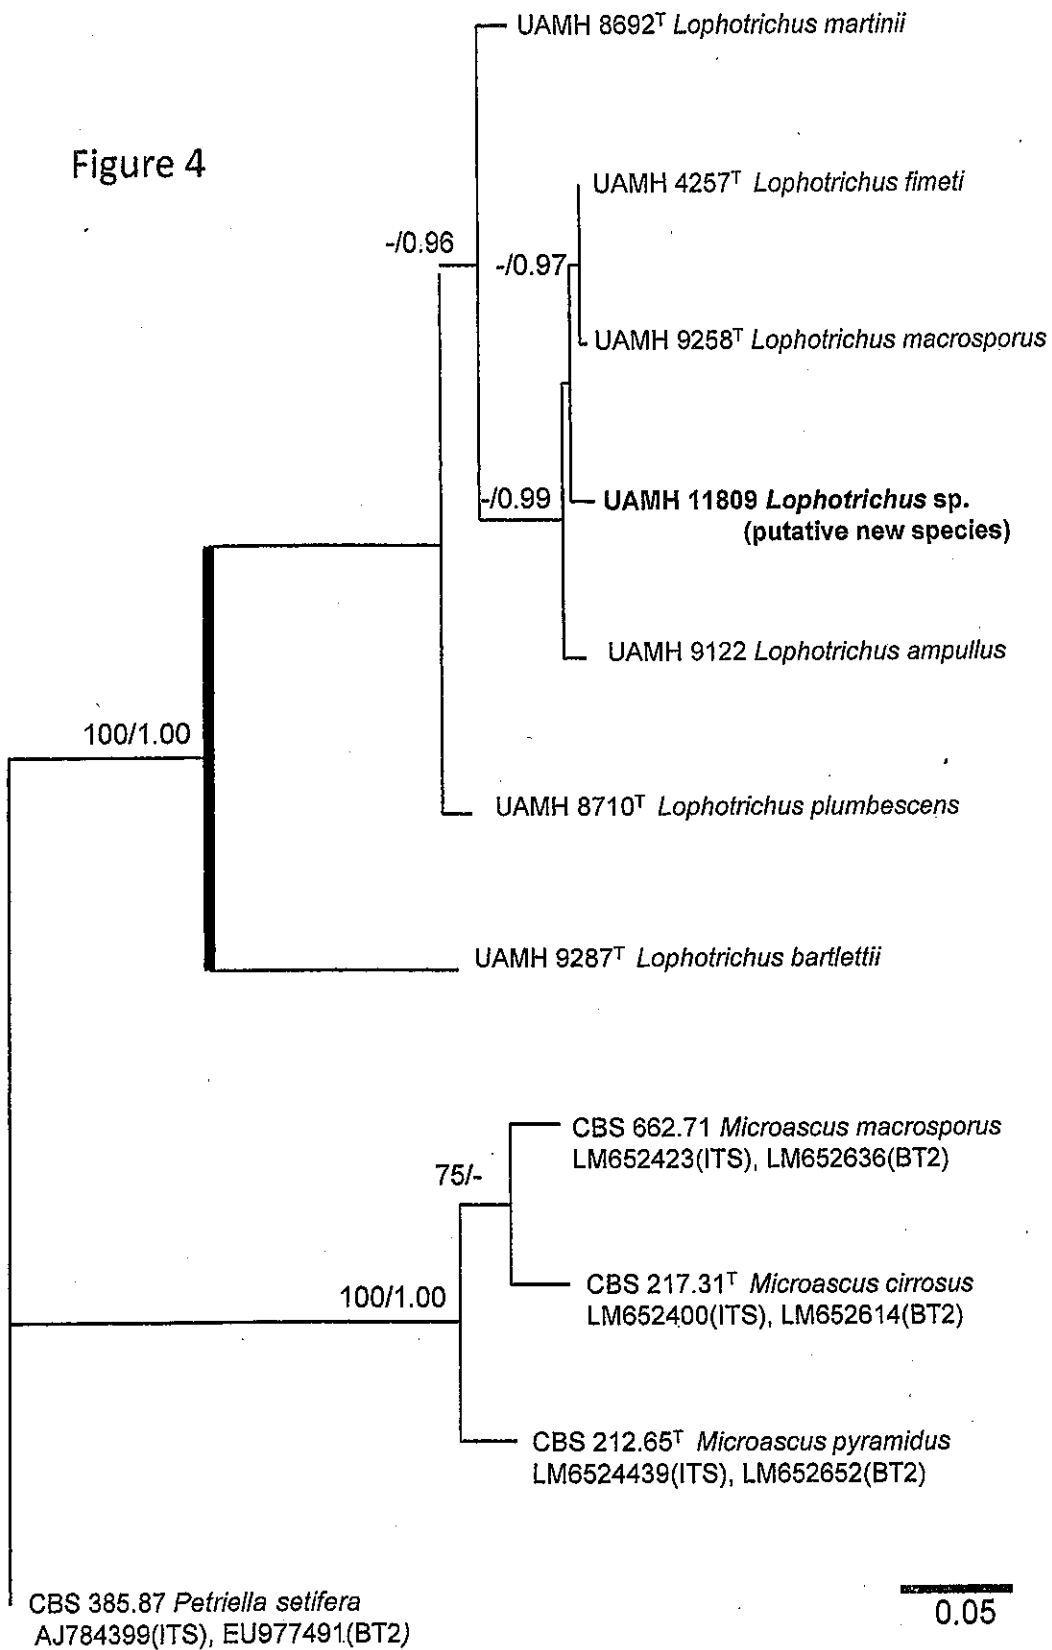 UAMH 8692ᵀ Lophotrichus martinii
Figure 4
UAMH 4257ᵀ Lophotrichus fimeti
-/0.96
-/0.97
UAMH 9258ᵀ Lophotrichus macrosporus
-/0.99
UAMH 11809 Lophotrichus sp.
(putative new species)
UAMH 9122 Lophotrichus ampullus
100/1.00
UAMH 8710ᵀ Lophotrichus plumbescens
UAMH 9287ᵀ Lophotrichus bartlettii
CBS 662.71 Microascus macrosporus
LM652423(ITS), LM652636(BT2)
75/-
CBS 217.31ᵀ Microascus cirrosus
LM652400(ITS), LM652614(BT2)
100/1.00
CBS 212.65ᵀ Microascus pyramidus
LM6524439(ITS), LM652652(BT2)
CBS 385.87 Petriella setifera
AJ784399(ITS), EU977491(BT2)
0.05